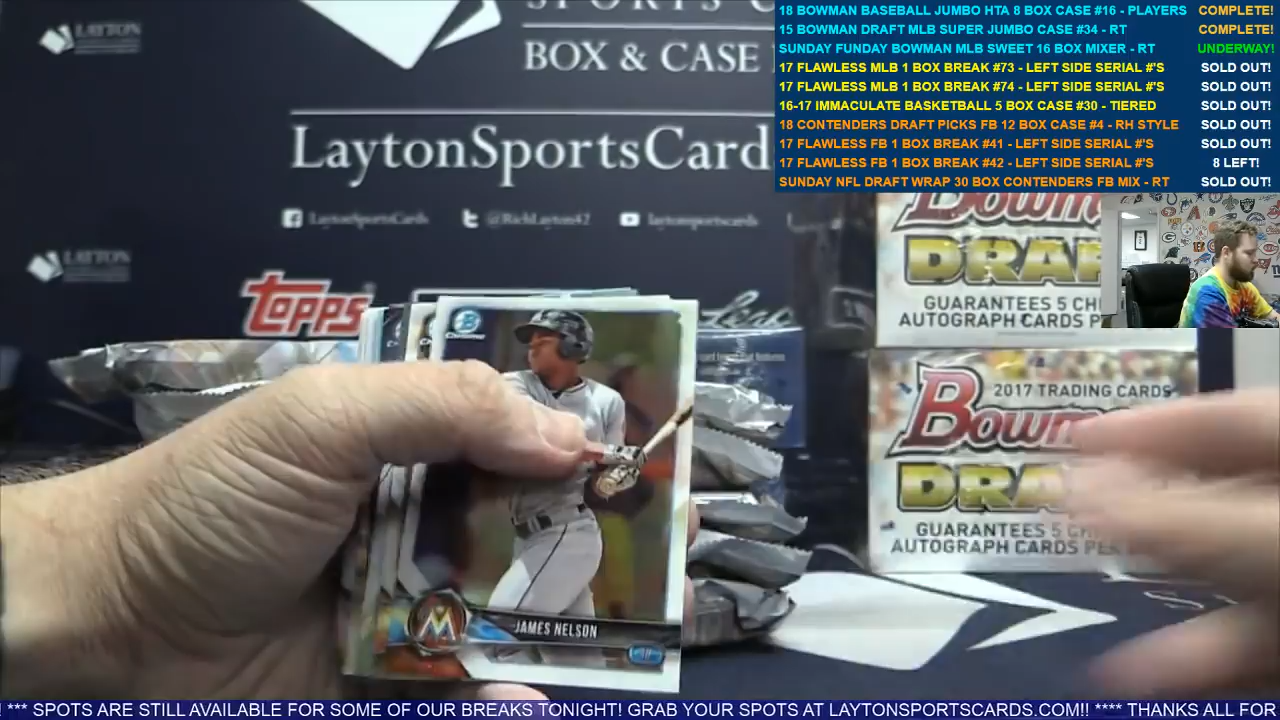 18 BOWMAN BASEBALL JUMBO HTA 8 BOX CASE #16 - PLAYERS COMPLETE!
15 BOWMAN DRAFT MLB SUPER JUMBO CASE #34 - RT COMPLETE!
SUNDAY FUNDAY BOWMAN MLB SWEET 16 BOX MIXER - RT UNDERWAY!
17 FLAWLESS MLB 1 BOX BREAK #73 - LEFT SIDE SERIAL #'S SOLD OUT!
17 FLAWLESS MLB 1 BOX BREAK #74 - LEFT SIDE SERIAL #'S SOLD OUT!
16-17 IMMACULATE BASKETBALL 5 BOX CASE #30 - TIERED SOLD OUT!
18 CONTENDERS DRAFT PICKS FB 12 BOX CASE #4 - RH STYLE SOLD OUT!
17 FLAWLESS FB 1 BOX BREAK #41 - LEFT SIDE SERIAL #'S SOLD OUT!
17 FLAWLESS FB 1 BOX BREAK #42 - LEFT SIDE SERIAL #'S 8 LEFT!
SUNDAY NFL DRAFT WRAP 30 BOX CONTENDERS FB MIX - RT SOLD OUT!
BOX & CASE
LAYTON
LaytonSportsCard
LaytonSportsCards @RichLayton42 laytonsportscards
LAYTON
topps Leaf
Bowm
DRAF
GUARANTEES 5 CH
AUTOGRAPH CARDS P
2017 TRADING CARDS
Bowm
DRA
GUARANTEES 5 CHR
AUTOGRAPH CARDS PE
Chrome
M
JAMES NELSON
*** SPOTS ARE STILL AVAILABLE FOR SOME OF OUR BREAKS TONIGHT! GRAB YOUR SPOTS AT LAYTONSPORTSCARDS.COM!! **** THANKS ALL FOR